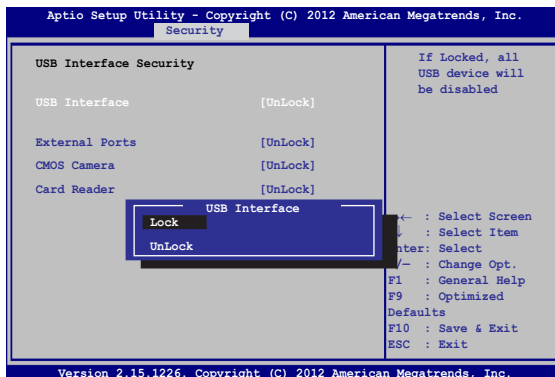 Aptio Setup Utility - Copyright (C) 2012 American Megatrends, Inc.
Security
USB Interface Security
USB Interface [UnLock]
External Ports [UnLock]
CMOS Camera [UnLock]
Card Reader [UnLock]
USB Interface
Lock
UnLock
If Locked, all
USB device will
be disabled
← : Select Screen
: Select Item
nter: Select
/— : Change Opt.
F1 : General Help
F9 : Optimized
Defaults
F10 : Save & Exit
ESC : Exit
Version 2.15.1226. Copyright (C) 2012 American Megatrends, Inc.